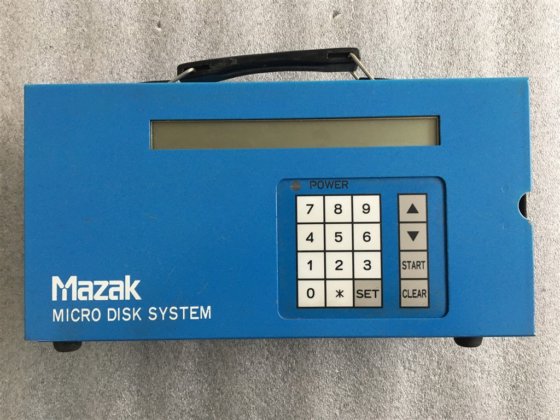 POWER
7 8 9 ▲
4 5 6 ▼
1 2 3 START
0 * SET CLEAR
Mazak
MICRO DISK SYSTEM